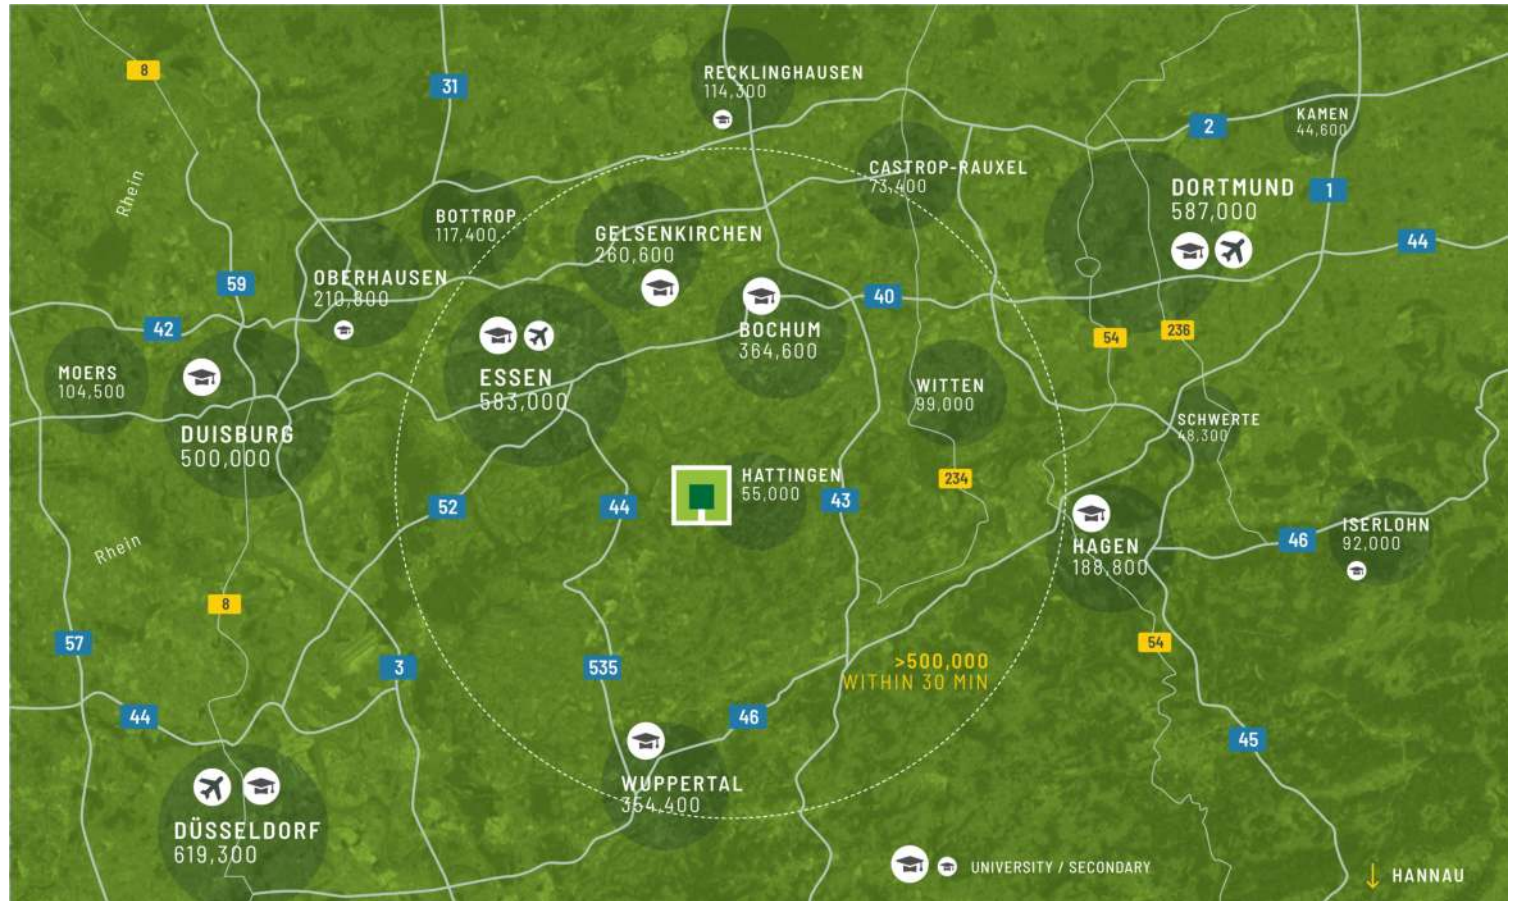 8
31
RECKLINGHAUSEN
114,300
2
KAMEN
44,600
Rhein
CASTROP-RAUXEL
73,400
DORTMUND
587,000
1
BOTTROP
117,400
GELSENKIRCHEN
260,600
44
OBERHAUSEN
210,800
59
40
42
BOCHUM
364,600
54
236
MOERS
104,500
ESSEN
583,000
WITTEN
99,000
DUISBURG
500,000
SCHWERTE
48,300
HATTINGEN
55,000
234
52
44
43
Rhein
HAGEN
188,800
46
ISERLOHN
92,000
8
57
3
535
>500,000
WITHIN 30 MIN
54
44
46
45
WUPPERTAL
354,400
DÜSSELDORF
619,300
UNIVERSITY / SECONDARY
HANNAU